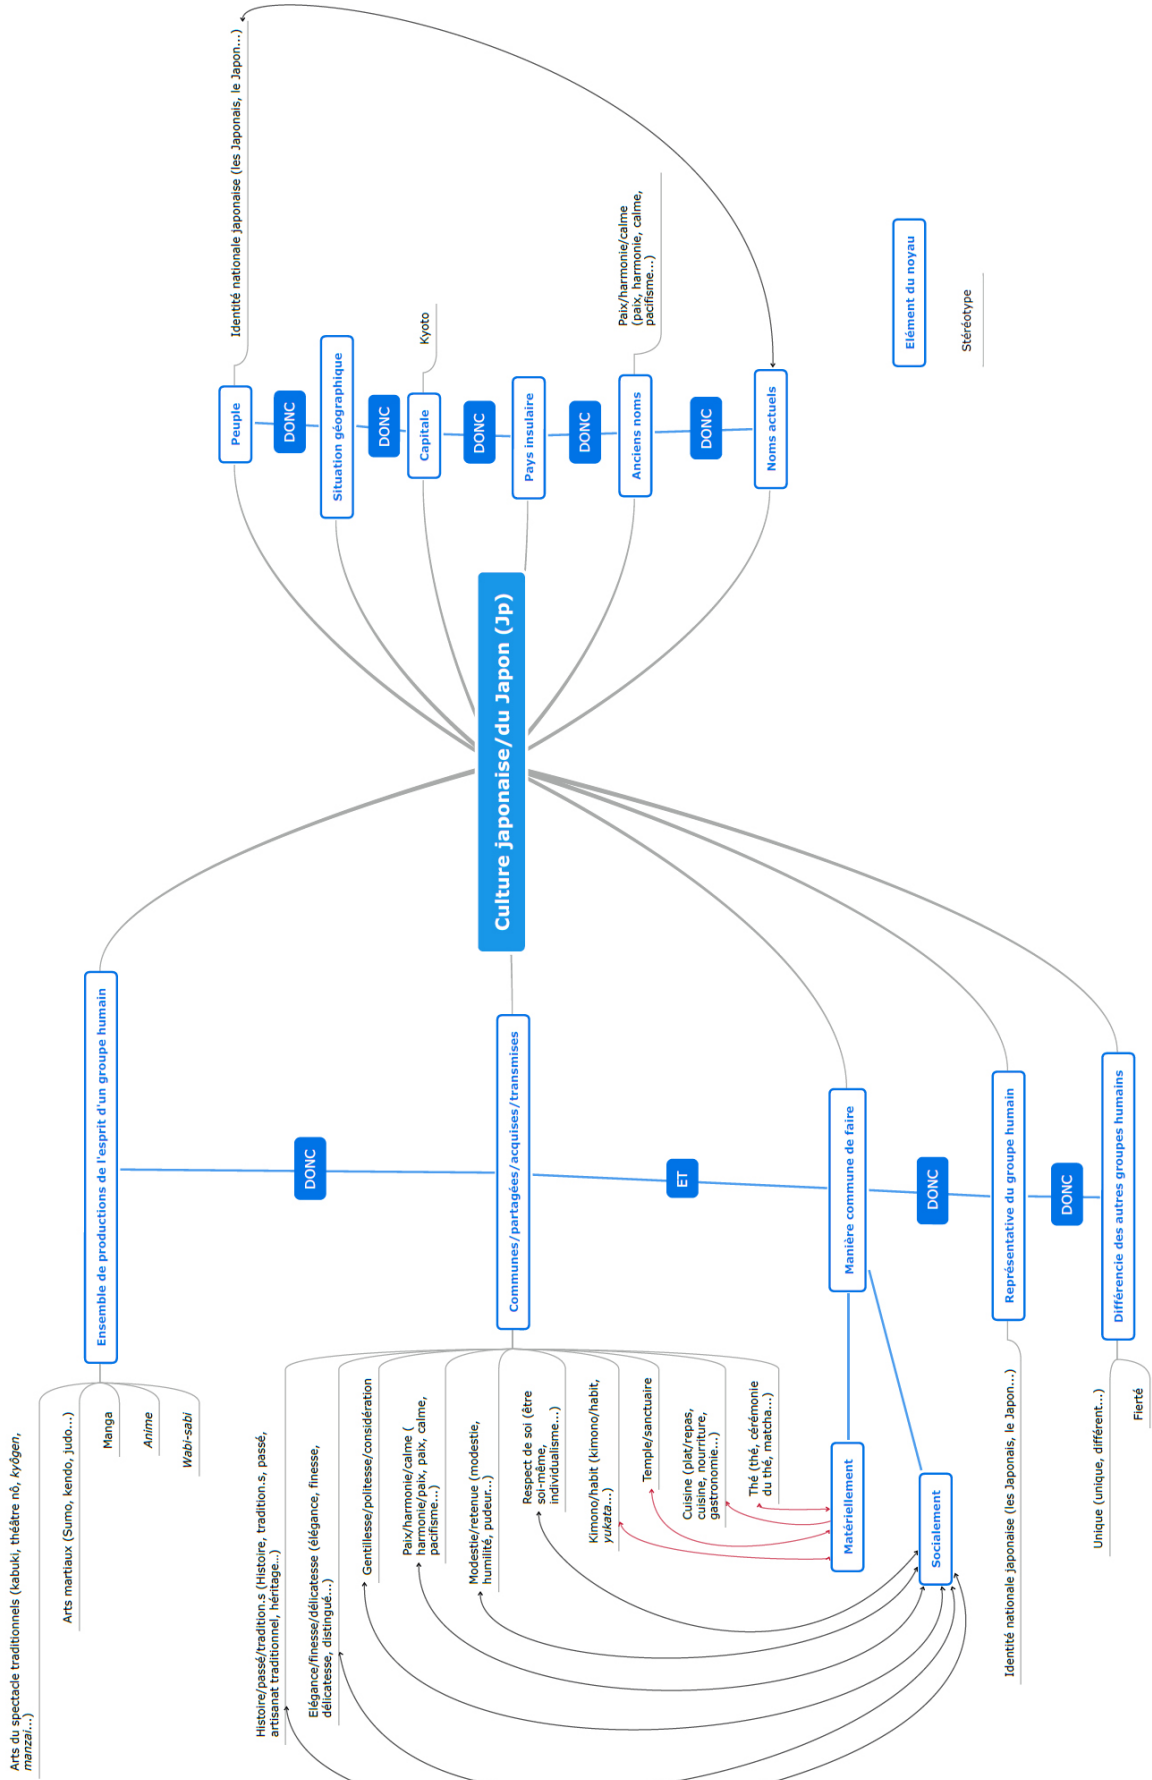 Culture japonaise/du Japon (Jp)
Peuple
Identité nationale japonaise (les Japonais, le Japon...)
DONC
Situation géographique
DONC
Capitale
Kyoto
DONC
Pays insulaire
DONC
Anciens noms
Paix/harmonie/calme
(paix, harmonie, calme,
pacifisme...)
DONC
Noms actuels
Elément du noyau
Stéréotype
Ensemble de productions de l'esprit d'un groupe humain
Arts du spectacle traditionnels (kabuki, théâtre nô, kyôgen,
manzai...)
Arts martiaux (Sumo, kendo, judo...)
Manga
Anime
Wabi-sabi
DONC
Communes/partagées/acquises/transmises
Histoire/passé/tradition.s (Histoire, tradition.s, passé,
artisanat traditionnel, héritage...)
Elégance/finesse/délicatesse (élégance, finesse,
délicatesse, distingué...)
Gentillesse/politesse/considération
Paix/harmonie/calme (
harmonie/paix, paix, calme,
pacifisme...)
Modestie/retenue (modestie,
humilité, pudeur...)
Respect de soi (être
soi-même,
individualisme...)
Kimono/habit (kimono/habit,
yukata...)
Temple/sanctuaire
Cuisine (plat/repas,
cuisine, nourriture,
gastronomie...)
Thé (thé, cérémonie
du thé, matcha...)
ET
Manière commune de faire
Matériellement
Socialement
DONC
Représentative du groupe humain
Identité nationale japonaise (les Japonais, le Japon...)
DONC
Différencie des autres groupes humains
Unique (unique, différent...)
Fierté